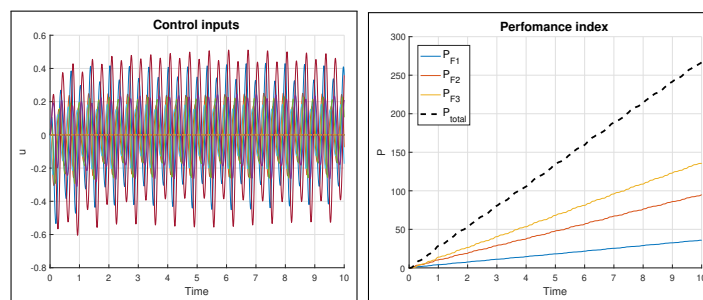 Control inputs
0.6
0.4
0.2
0
-0.2
-0.4
-0.6
-0.8
u
0 1 2 3 4 5 6 7 8 9 10
Time
Perfomance index
300
250
200
150
100
50
0
P
P_F1
P_F2
P_F3
P_total
0 1 2 3 4 5 6 7 8 9 10
Time